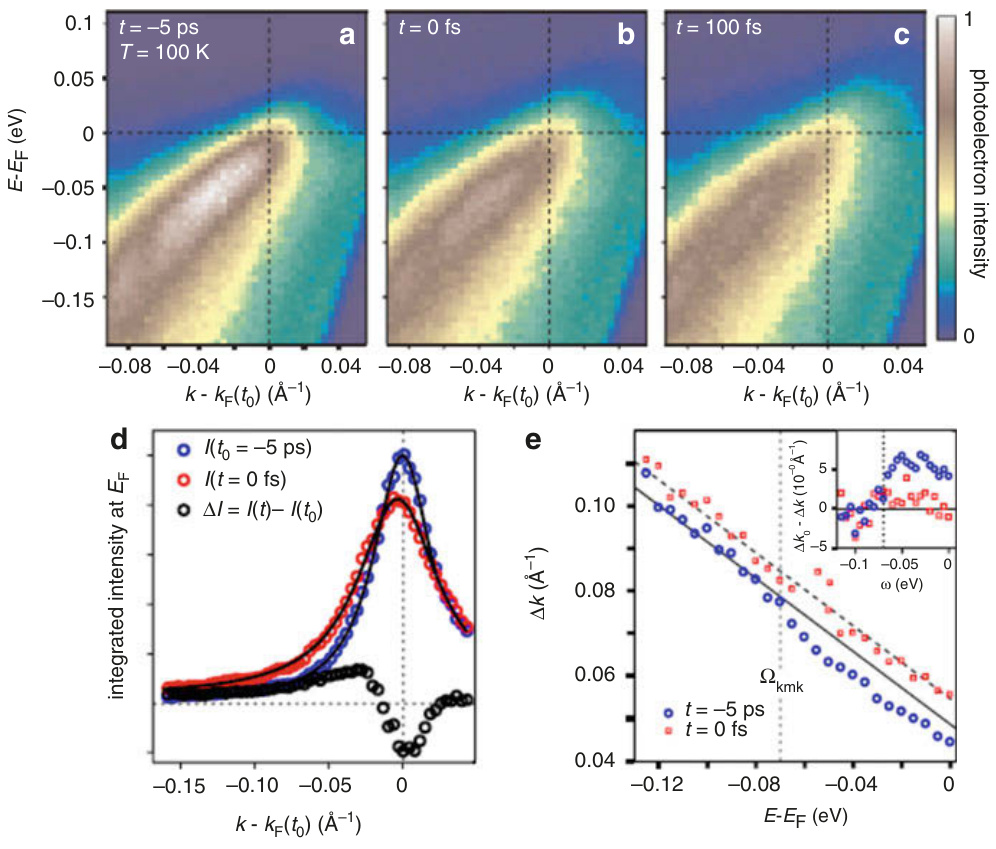 t = –5 ps
T = 100 K
a
t = 0 fs
b
t = 100 fs
c
0.1
0.05
0
–0.05
–0.1
–0.15
E-EF (eV)
–0.08 –0.04 0 0.04
k - kF(t0) (Å–1)
–0.08 –0.04 0 0.04
k - kF(t0) (Å–1)
–0.08 –0.04 0 0.04
k - kF(t0) (Å–1)
1
photoelectron intensity
0
d
I(t0 = –5 ps)
I(t = 0 fs)
ΔI = I(t)– I(t0)
integrated intensity at EF
–0.15 –0.10 –0.05 0
k - kF(t0) (Å–1)
e
0.10
0.08
0.06
0.04
Δk (Å–1)
Ωkmk
t = –5 ps
t = 0 fs
–0.12 –0.08 –0.04 0
E-EF (eV)
Δk0 - Δk (10–0 Å–1)
5
0
–5
–0.1 –0.05 0
ω (eV)